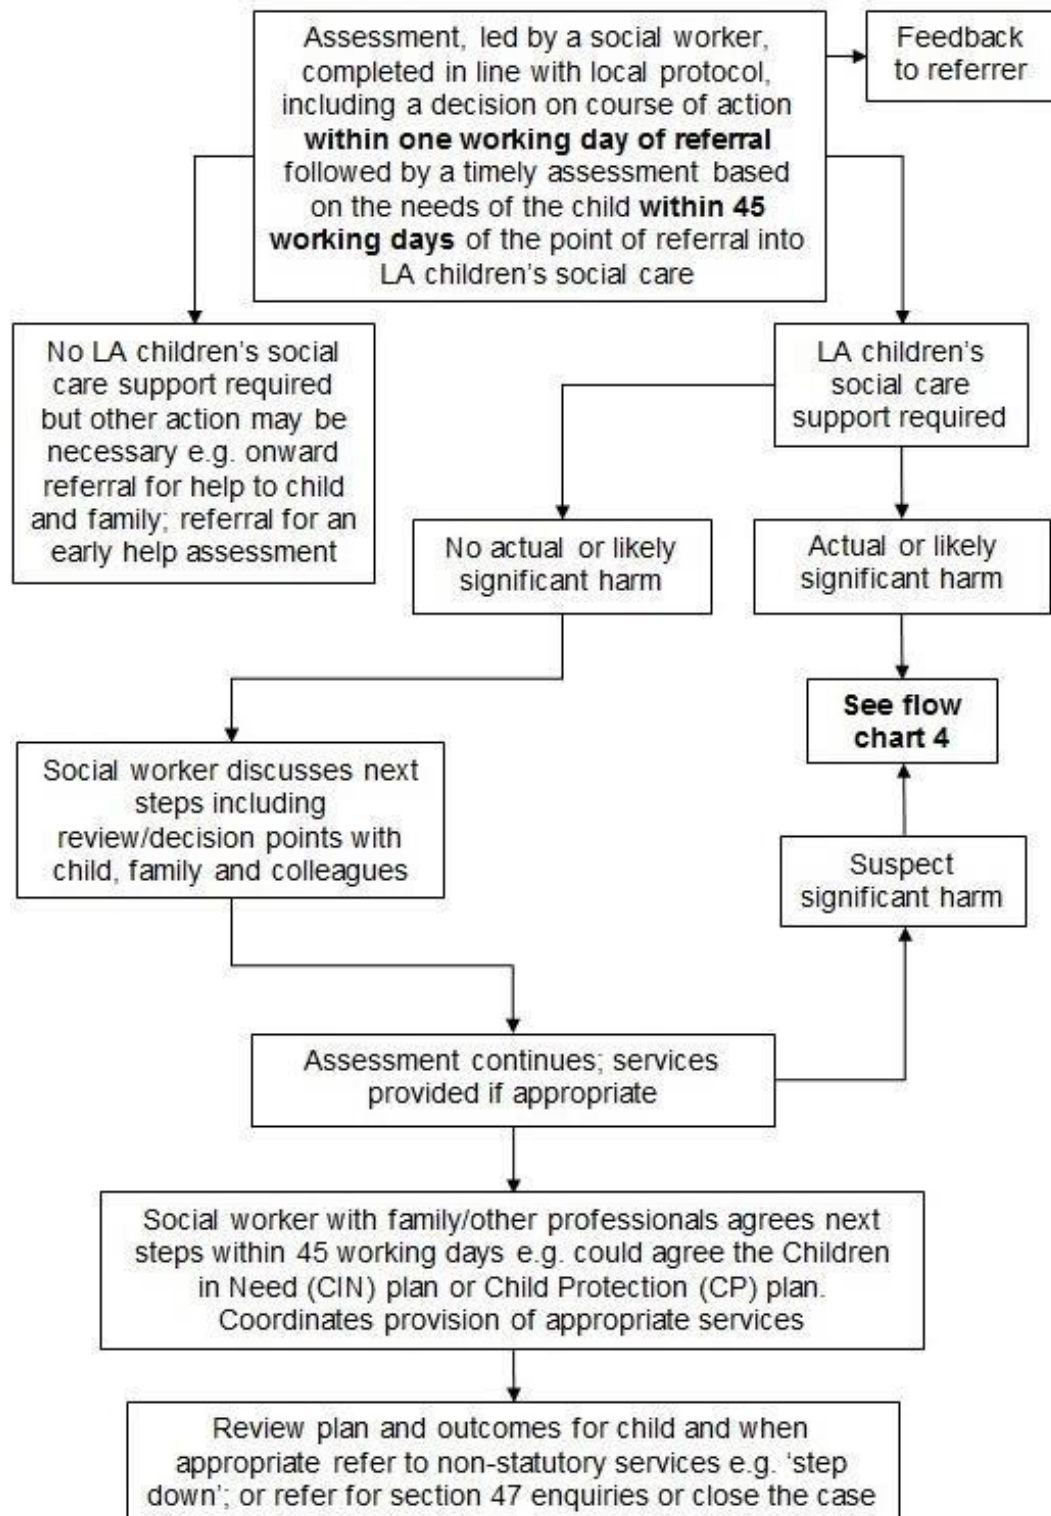 Assessment, led by a social worker,
completed in line with local protocol,
including a decision on course of action
within one working day of referral
followed by a timely assessment based
on the needs of the child within 45
working days of the point of referral into
LA children's social care
Feedback
to referrer
No LA children's social
care support required
but other action may be
necessary e.g. onward
referral for help to child
and family; referral for an
early help assessment
LA children's
social care
support required
No actual or likely
significant harm
Actual or likely
significant harm
See flow
chart 4
Social worker discusses next
steps including
review/decision points with
child, family and colleagues
Suspect
significant harm
Assessment continues; services
provided if appropriate
Social worker with family/other professionals agrees next
steps within 45 working days e.g. could agree the Children
in Need (CIN) plan or Child Protection (CP) plan.
Coordinates provision of appropriate services
Review plan and outcomes for child and when
appropriate refer to non-statutory services e.g. ‘step
down’; or refer for section 47 enquiries or close the case